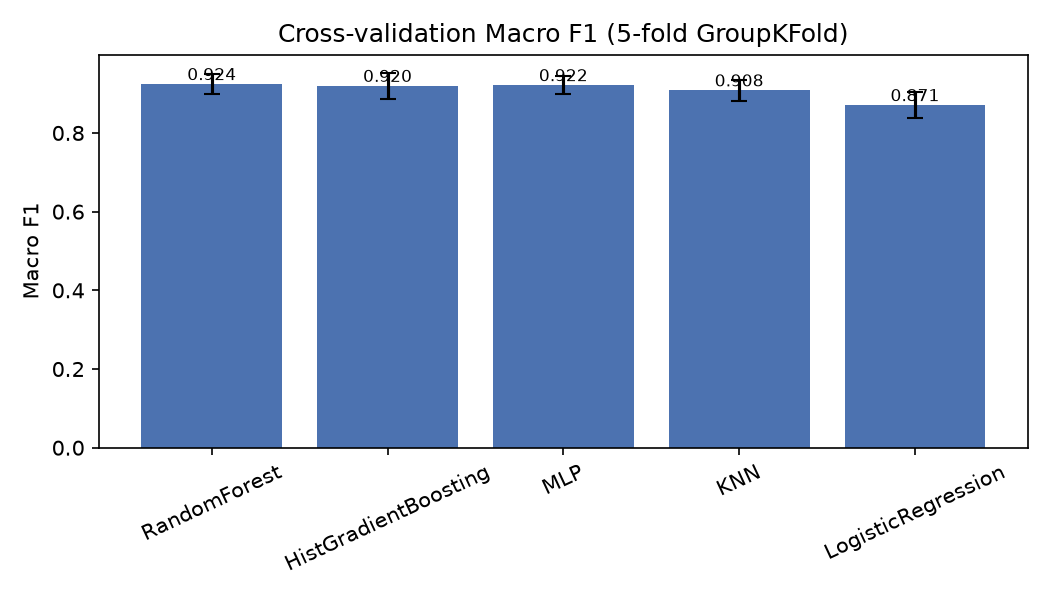 Cross-validation Macro F1 (5-fold GroupKFold)
0.924
0.920
0.922
0.908
0.871
Macro F1
0.8
0.6
0.4
0.2
0.0
RandomForest
HistGradientBoosting
MLP
KNN
LogisticRegression